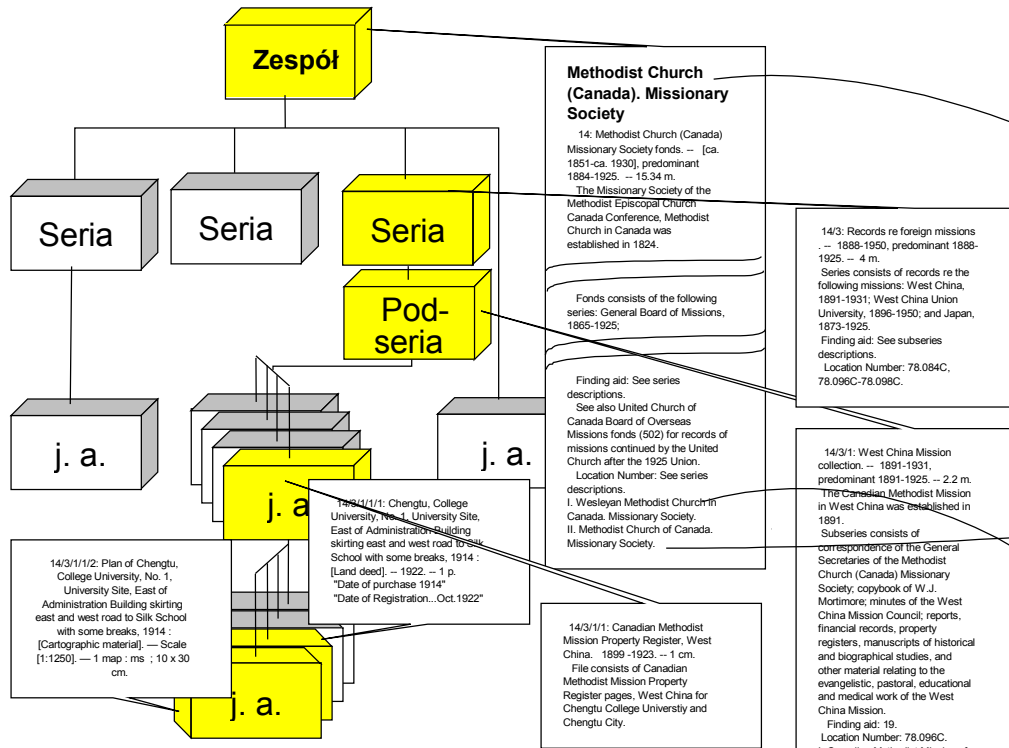 Zespół
Seria
Seria
Seria
Pod-
seria
j. a.
j. a
j. a.
j. a.
Methodist Church
(Canada). Missionary
Society
14: Methodist Church (Canada)
Missionary Society fonds. -- [ca.
1851-ca. 1930], predominant
1884-1925. -- 15.34 m.
The Missionary Society of the
Methodist Episcopal Church
Canada Conference, Methodist
Church in Canada was
established in 1824.
Fonds consists of the following
series: General Board of Missions,
1865-1925;
Finding aid: See series
descriptions.
See also United Church of
Canada Board of Overseas
Missions fonds (502) for records of
missions continued by the United
Church after the 1925 Union.
Location Number: See series
descriptions.
I. Wesleyan Methodist Church in
Canada. Missionary Society.
II. Methodist Church of Canada.
Missionary Society.
14/3: Records re foreign missions
. -- 1888-1950, predominant 1888-
1925. -- 4 m.
Series consists of records re the
following missions: West China,
1891-1931; West China Union
University, 1896-1950; and Japan,
1873-1925.
Finding aid: See subseries
descriptions.
Location Number: 78.084C,
78.096C-78.098C.
14/3/1: West China Mission
collection. -- 1891-1931,
predominant 1891-1925. -- 2.2 m.
The Canadian Methodist Mission
in West China was established in
1891.
Subseries consists of
correspondence of the General
Secretaries of the Methodist
Church (Canada) Missionary
Society; copybook of W.J.
Mortimore; minutes of the West
China Mission Council; reports,
financial records, property
registers, manuscripts of historical
and biographical studies, and
other material relating to the
evangelistic, pastoral, educational
and medical work of the West
China Mission.
Finding aid: 19.
Location Number: 78.096C.
14/3/1/1/1: Chengtu, College
University, No. 1, University Site,
East of Administration Building
skirting east and west road to Silk
School with some breaks, 1914 :
[Land deed]. -- 1922. -- 1 p.
"Date of purchase 1914"
"Date of Registration...Oct.1922"
14/3/1/1/2: Plan of Chengtu,
College University, No. 1,
University Site, East of
Administration Building skirting
east and west road to Silk School
with some breaks, 1914 :
[Cartographic material]. — Scale
[1:1250]. — 1 map : ms ; 10 x 30
cm.
14/3/1/1: Canadian Methodist
Mission Property Register, West
China. 1899 -1923. -- 1 cm.
File consists of Canadian
Methodist Mission Property
Register pages, West China for
Chengtu College Universtiy and
Chengtu City.